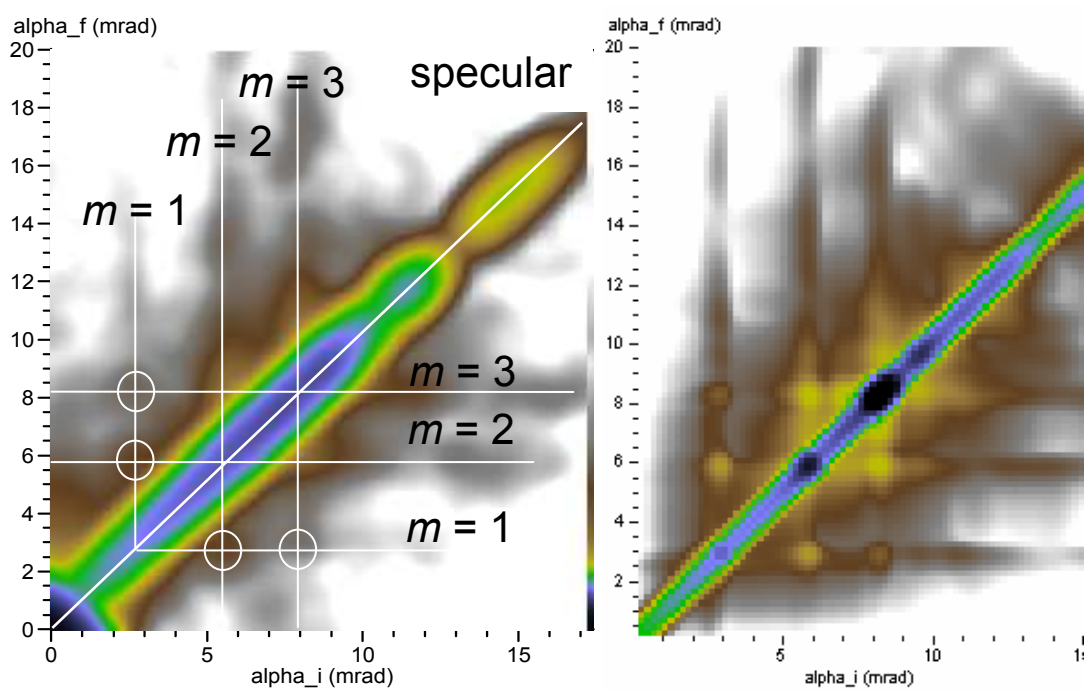 alpha_f (mrad)
20
18
16
14
12
10
8
6
4
2
0
m = 3
specular
m = 2
m = 1
m = 3
m = 2
m = 1
0
5
10
15
alpha_i (mrad)
alpha_f (mrad)
20
18
16
14
12
10
8
6
4
2
5
10
alpha_i (mrad)